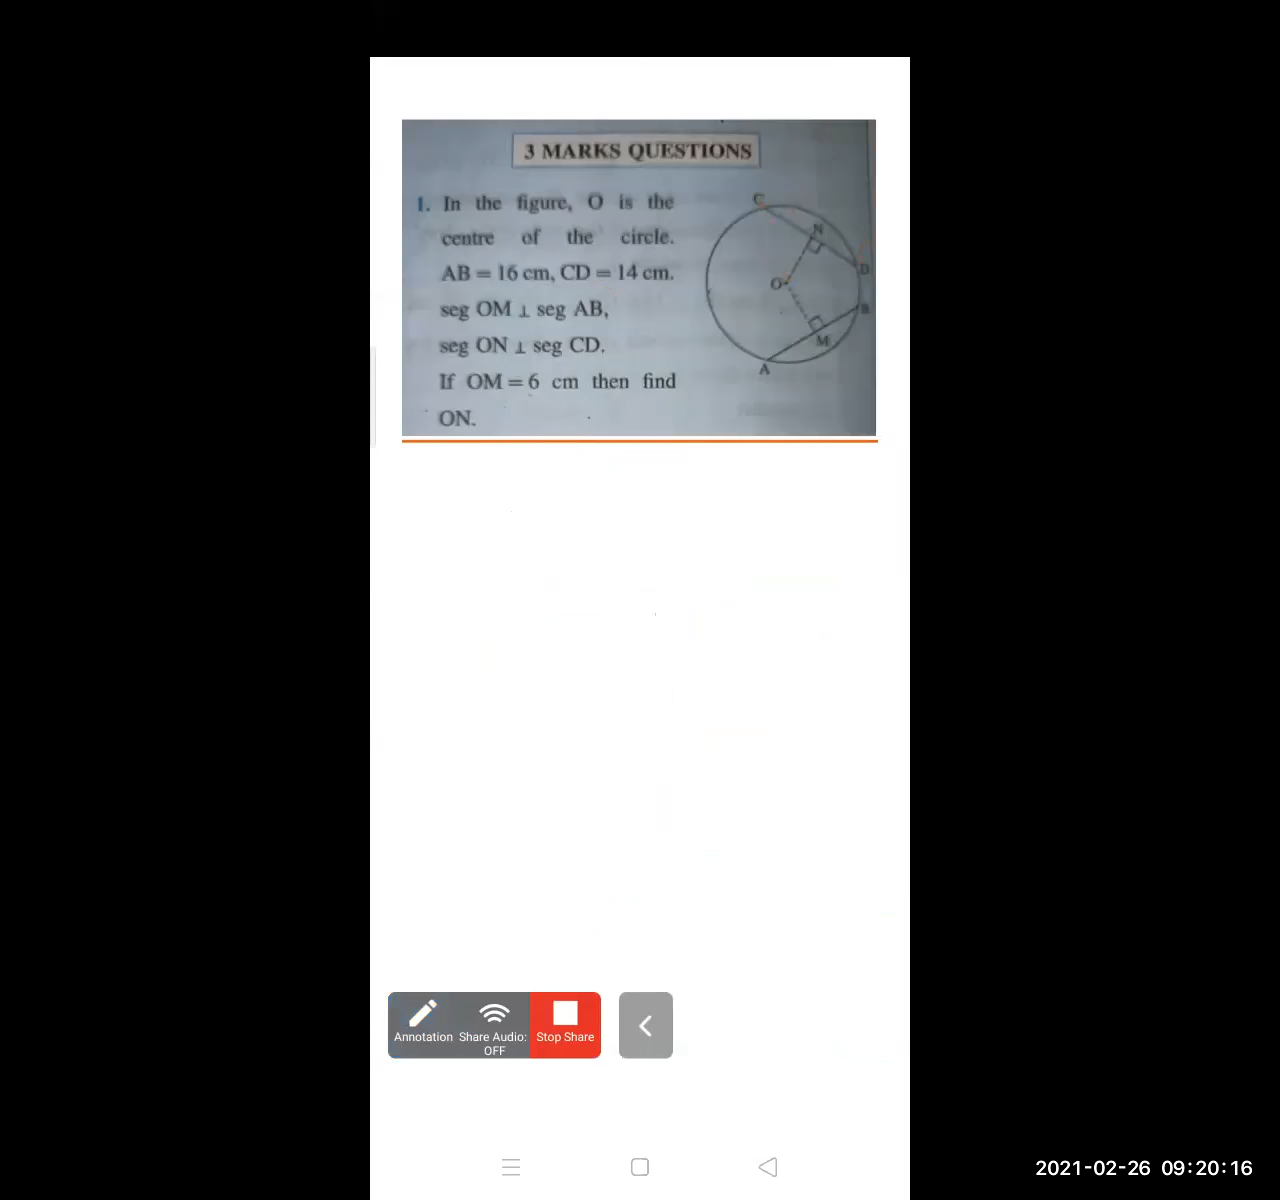 3 MARKS QUESTIONS
1. In the figure, O is the
centre of the circle.
AB = 16 cm, CD = 14 cm.
seg OM ⊥ seg AB,
seg ON ⊥ seg CD.
If OM = 6 cm then find
ON.
C
N
D
O
B
M
A
Annotation
Share Audio:
OFF
Stop Share
2021-02-26 09:20:16